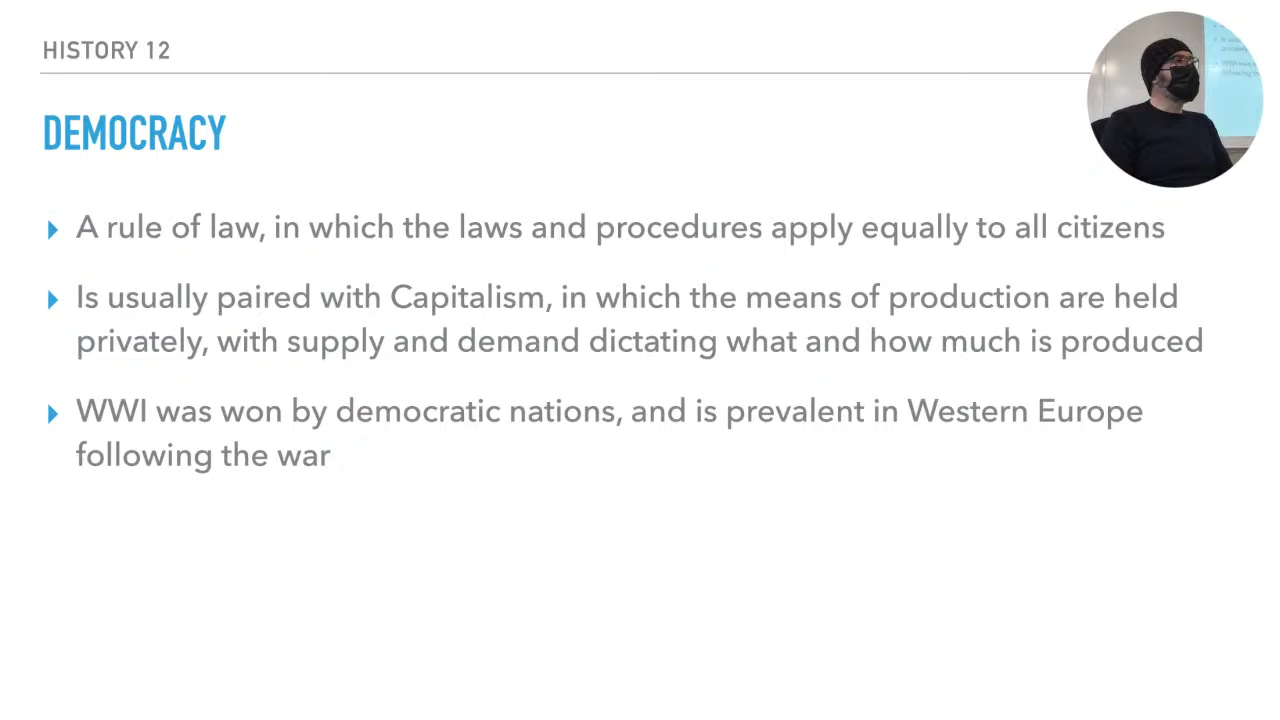 HISTORY 12
DEMOCRACY
A rule of law, in which the laws and procedures apply equally to all citizens
Is usually paired with Capitalism, in which the means of production are held
privately, with supply and demand dictating what and how much is produced
WWI was won by democratic nations, and is prevalent in Western Europe
following the war